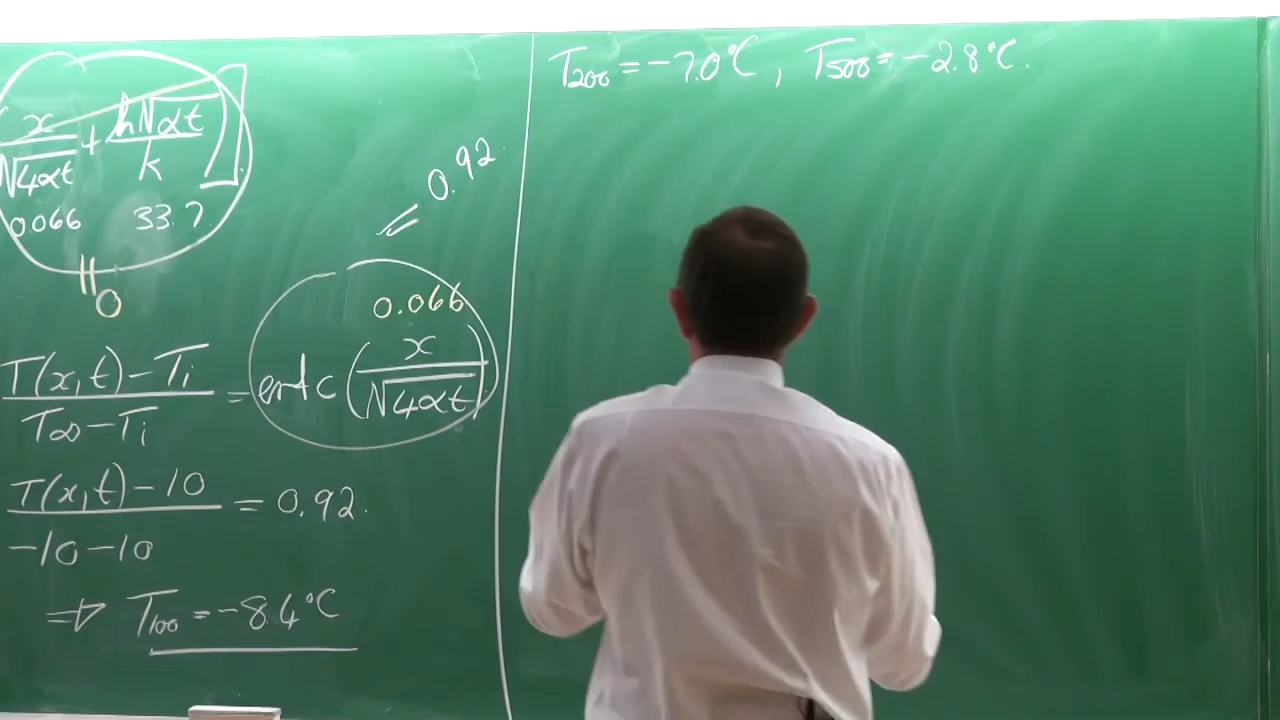 x/√4αt + h√αt/k ]
0.066 33.7
|| 0
0.92
0.066
(T(x,t)-Ti)/(T∞-Ti) = erfc(x/√4αt)
(T(x,t)-10)/(-10-10) = 0.92.
⇒ T100 = -8.4°C
T200 = -7.0°C, T500 = -2.8°C.